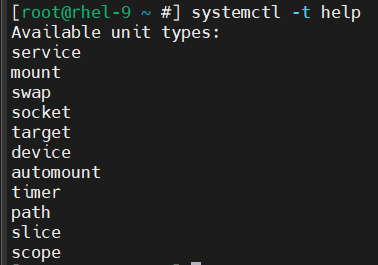 [root@rhel-9 ~ #] systemctl -t help
Available unit types:
service
mount
swap
socket
target
device
automount
timer
path
slice
scope